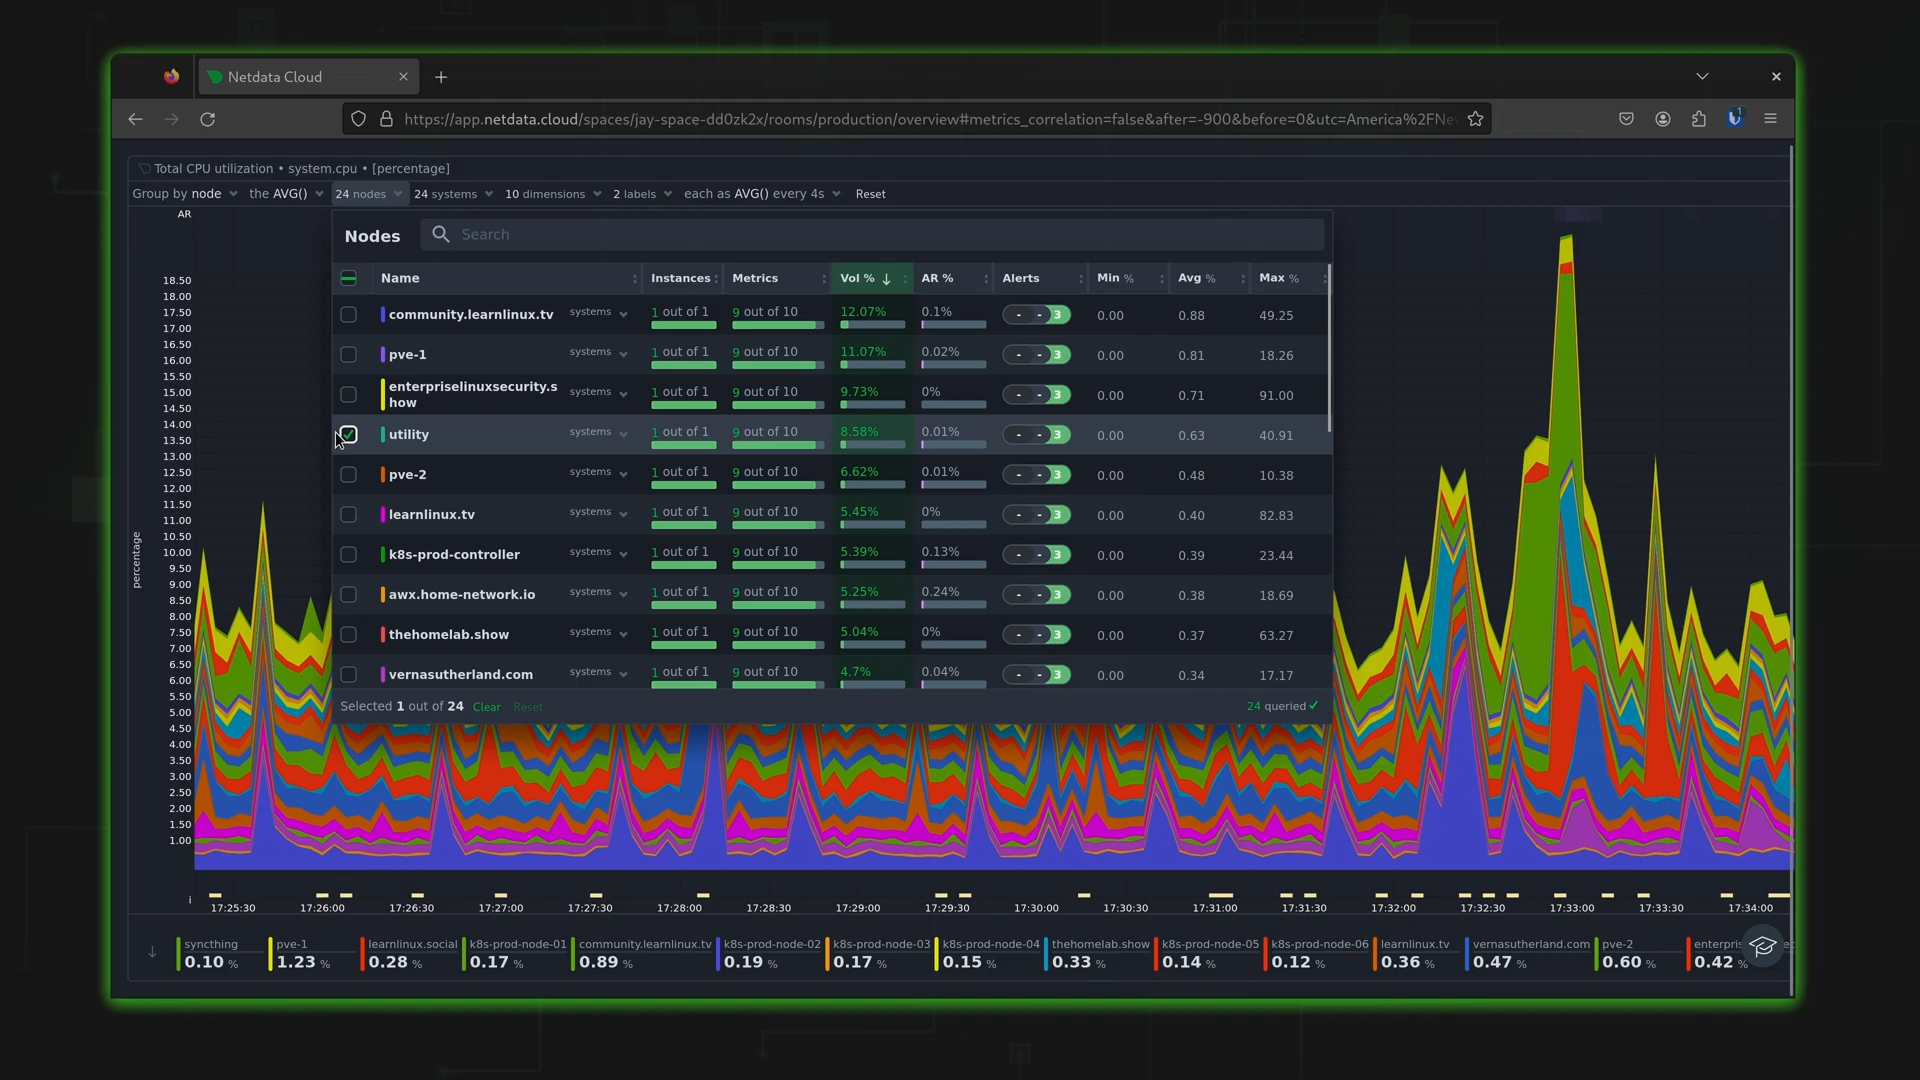 Netdata Cloud
https://app.netdata.cloud/spaces/jay-space-dd0zk2x/rooms/production/overview#metrics_correlation=false&after=-900&before=0&utc=America%2FNe
1
Total CPU utilization • system.cpu • [percentage]
Group by node the AVG() 24 nodes 24 systems 10 dimensions 2 labels each as AVG() every 4s Reset
AR
Nodes Search
Name Instances Metrics Vol % ↓ AR % Alerts Min % Avg % Max %
community.learnlinux.tv systems 1 out of 1 9 out of 10 12.07% 0.1% - - 3 0.00 0.88 49.25
pve-1 systems 1 out of 1 9 out of 10 11.07% 0.02% - - 3 0.00 0.81 18.26
enterpriselinuxsecurity.s
how systems 1 out of 1 9 out of 10 9.73% 0% - - 3 0.00 0.71 91.00
utility systems 1 out of 1 9 out of 10 8.58% 0.01% - - 3 0.00 0.63 40.91
pve-2 systems 1 out of 1 9 out of 10 6.62% 0.01% - - 3 0.00 0.48 10.38
learnlinux.tv systems 1 out of 1 9 out of 10 5.45% 0% - - 3 0.00 0.40 82.83
k8s-prod-controller systems 1 out of 1 9 out of 10 5.39% 0.13% - - 3 0.00 0.39 23.44
awx.home-network.io systems 1 out of 1 9 out of 10 5.25% 0.24% - - 3 0.00 0.38 18.69
thehomelab.show systems 1 out of 1 9 out of 10 5.04% 0% - - 3 0.00 0.37 63.27
vernasutherland.com systems 1 out of 1 9 out of 10 4.7% 0.04% - - 3 0.00 0.34 17.17
Selected 1 out of 24 Clear Reset 24 queried
percentage
18.50
18.00
17.50
17.00
16.50
16.00
15.50
15.00
14.50
14.00
13.50
13.00
12.50
12.00
11.50
11.00
10.50
10.00
9.50
9.00
8.50
8.00
7.50
7.00
6.50
6.00
5.50
5.00
4.50
4.00
3.50
3.00
2.50
2.00
1.50
1.00
i
17:25:30 17:26:00 17:26:30 17:27:00 17:27:30 17:28:00 17:28:30 17:29:00 17:29:30 17:30:00 17:30:30 17:31:00 17:31:30 17:32:00 17:32:30 17:33:00 17:33:30 17:34:00
syncthing pve-1 learnlinux.social k8s-prod-node-01 community.learnlinux.tv k8s-prod-node-02 k8s-prod-node-03 k8s-prod-node-04 thehomelab.show k8s-prod-node-05 k8s-prod-node-06 learnlinux.tv vernasutherland.com pve-2 enterpris
0.10 % 1.23 % 0.28 % 0.17 % 0.89 % 0.19 % 0.17 % 0.15 % 0.33 % 0.14 % 0.12 % 0.36 % 0.47 % 0.60 % 0.42 %